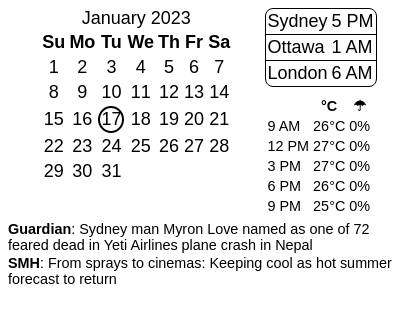 January 2023
Su Mo Tu We Th Fr Sa
1 2 3 4 5 6 7
8 9 10 11 12 13 14
15 16 17 18 19 20 21
22 23 24 25 26 27 28
29 30 31
Sydney 5 PM
Ottawa 1 AM
London 6 AM
°C ☂
9 AM 26°C 0%
12 PM 27°C 0%
3 PM 27°C 0%
6 PM 26°C 0%
9 PM 25°C 0%
Guardian: Sydney man Myron Love named as one of 72
feared dead in Yeti Airlines plane crash in Nepal
SMH: From sprays to cinemas: Keeping cool as hot summer
forecast to return